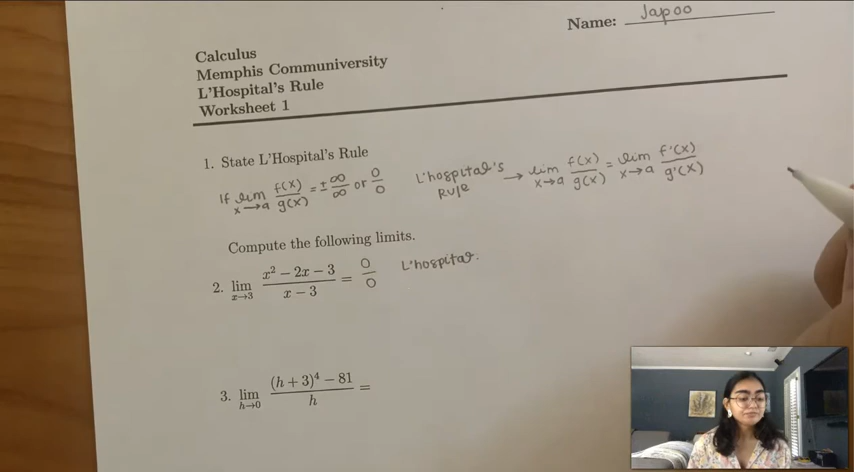 Name: Japoo
Calculus
Memphis Communiversity
L'Hospital's Rule
Worksheet 1
1. State L'Hospital's Rule
If lim x→a f(x)/g(x) = ± ∞/∞ or 0/0 L'hospital's Rule → lim x→a f(x)/g(x) = lim x→a f'(x)/g'(x)
Compute the following limits.
2. lim x→3 (x² − 2x − 3)/(x − 3) = 0/0 L'hospital.
3. lim h→0 ((h + 3)⁴ − 81)/h =